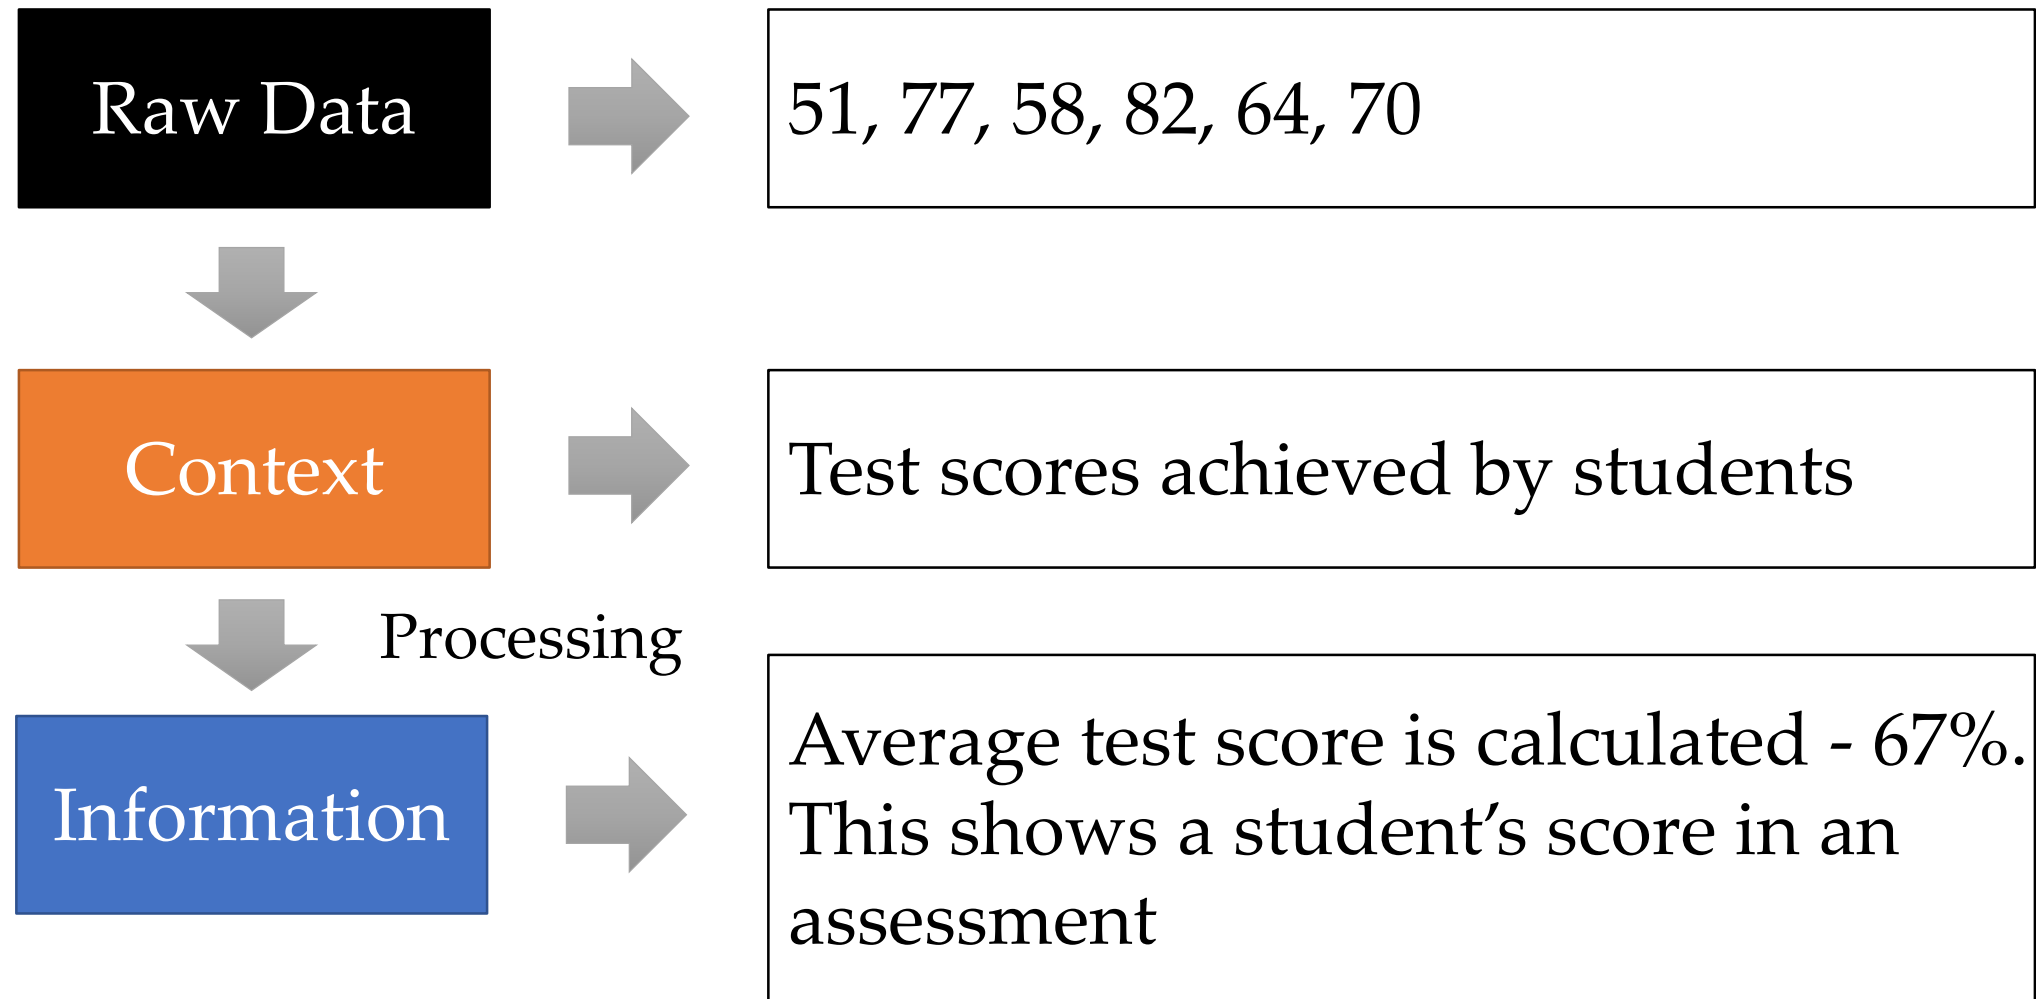 Raw Data
51, 77, 58, 82, 64, 70
Context
Test scores achieved by students
Processing
Information
Average test score is calculated - 67%.
This shows a student’s score in an
assessment